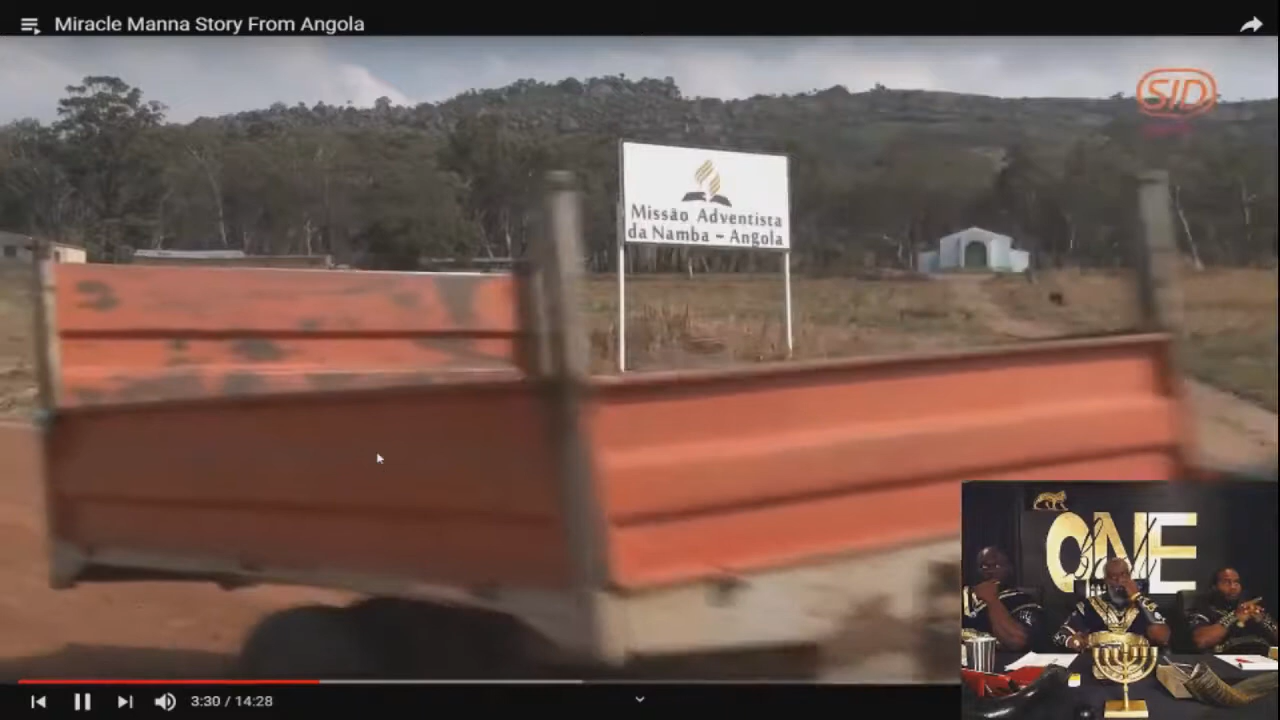 Miracle Manna Story From Angola
SID
Missão Adventista
da Namba - Angola
ONE
3:30 / 14:28